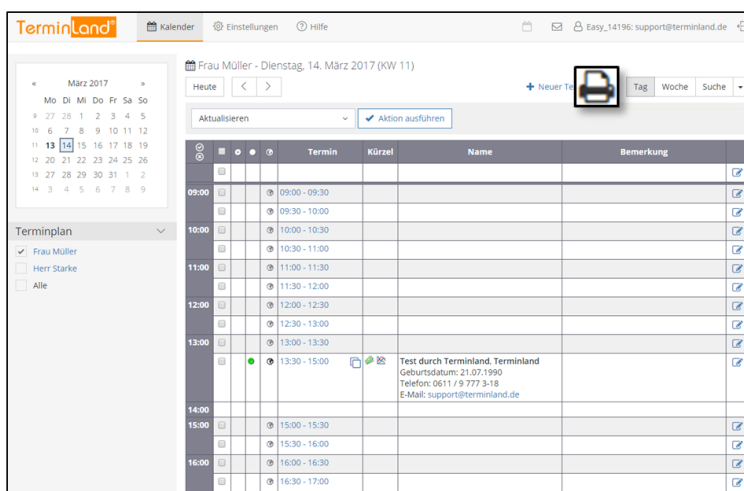 TerminLand®
Kalender
Einstellungen
Hilfe
Easy_14196: support@terminland.de
Frau Müller - Dienstag, 14. März 2017 (KW 11)
Heute < >
+ Neuer
Tag Woche Suche
« März 2017 »
Mo Di Mi Do Fr Sa So
9 27 28 1 2 3 4 5
10 6 7 8 9 10 11 12
11 13 14 15 16 17 18 19
12 20 21 22 23 24 25 26
13 27 28 29 30 31 1 2
14 3 4 5 6 7 8 9
Terminplan
Frau Müller
Herr Starke
Alle
Aktualisieren
Aktion ausführen
Termin Kürzel Name Bemerkung
09:00 09:00 - 09:30
09:30 - 10:00
10:00 10:00 - 10:30
10:30 - 11:00
11:00 11:00 - 11:30
11:30 - 12:00
12:00 12:00 - 12:30
12:30 - 13:00
13:00 13:00 - 13:30
13:30 - 15:00 Test durch Terminland, Terminland
Geburtsdatum: 21.07.1990
Telefon: 0611 / 9 777 3-18
E-Mail: support@terminland.de
14:00
15:00 15:00 - 15:30
15:30 - 16:00
16:00 16:00 - 16:30
16:30 - 17:00